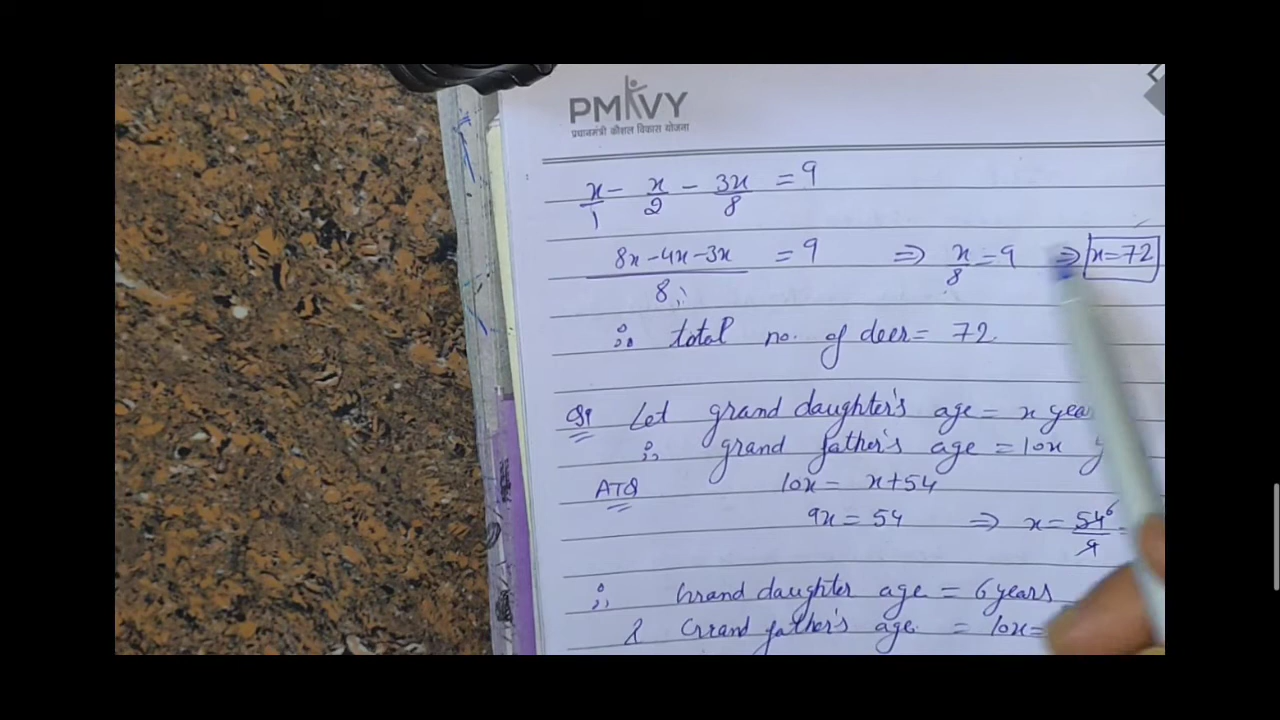 PMKVY
प्रधानमंत्री कौशल विकास योजना
x/1 - x/2 - 3x/8 = 9
8x-4x-3x/8 = 9 ⇒ x/8 = 9 ⇒ x=72
∴ total no. of deer = 72.
Q9 Let grand daughter's age = x
∴ grand father's age = 10x
ATQ 10x = x+54
9x = 54 ⇒ x = 54/9 6 =
∴ Grand daughter age = 6 years
& Grand father's age. = 10x=